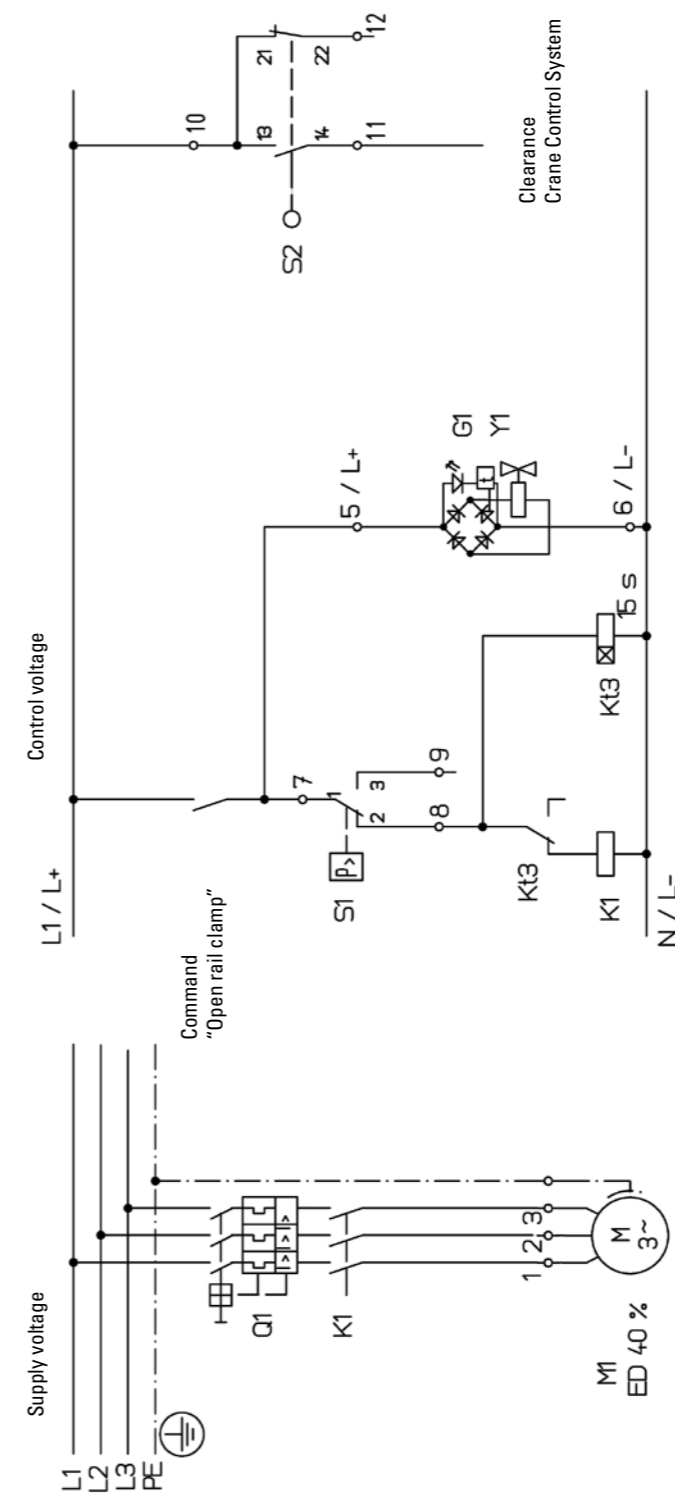 Supply voltage
L1
L2
L3
PE
Q1
I>
I>
I>
K1
1
2
3
M
3~
M1
ED 40 %
Control voltage
L1 / L+
Command
"Open rail clamp"
7
1
S1
p>
2
3
8
9
Kt3
K1
Kt3
15 s
N / L-
5 / L+
G1
Y1
t
6 / L-
10
13
14
11
21
22
12
S2
Clearance
Crane Control System